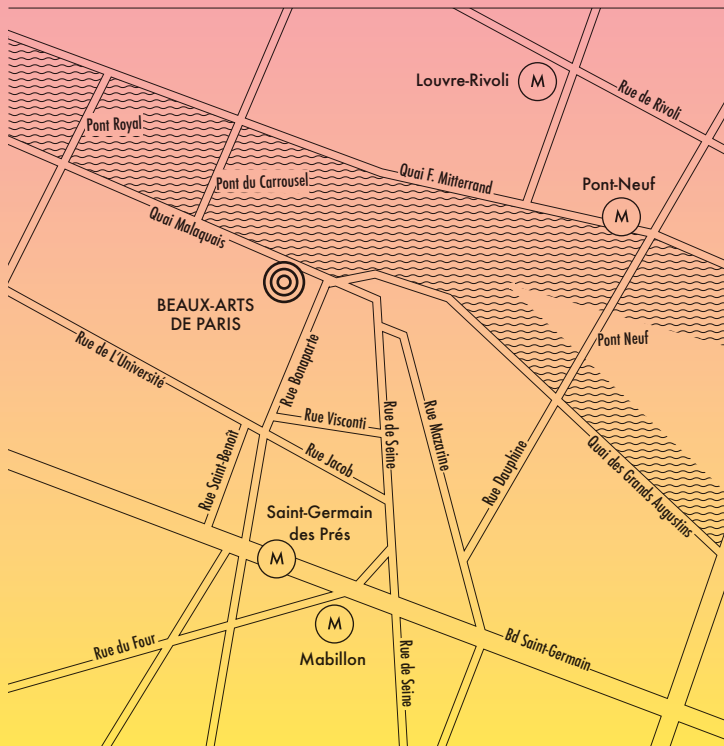 Louvre-Rivoli
M
Rue de Rivoli
Pont Royal
Pont du Carrousel
Quai F. Mitterrand
Pont-Neuf
M
Quai Malaquais
BEAUX-ARTS
DE PARIS
Pont Neuf
Rue de L'Université
Rue Bonaparte
Rue Visconti
Rue de Seine
Rue Mazarine
Rue Jacob
Rue Saint-Benoît
Rue Dauphine
Quai des Grands Augustins
Saint-Germain
des Prés
M
M
Mabillon
Rue du Four
Rue de Seine
Bd Saint-Germain